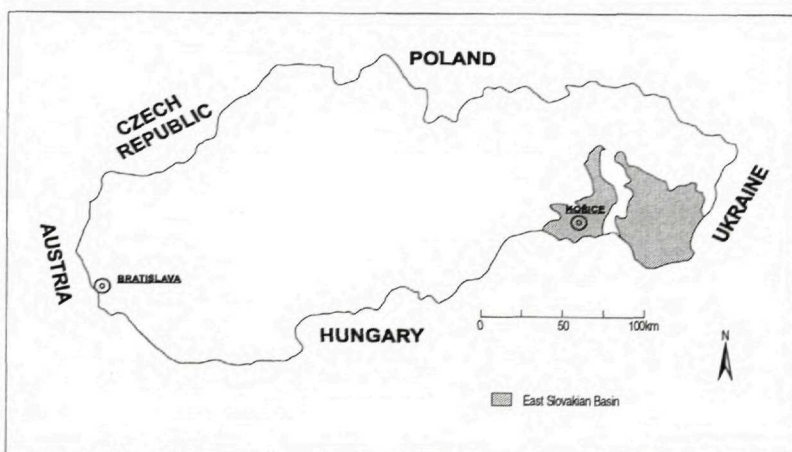 POLAND
CZECH
REPUBLIC
UKRAINE
KOŠICE
AUSTRIA
BRATISLAVA
HUNGARY
0 50 100km
N
East Slovakian Basin